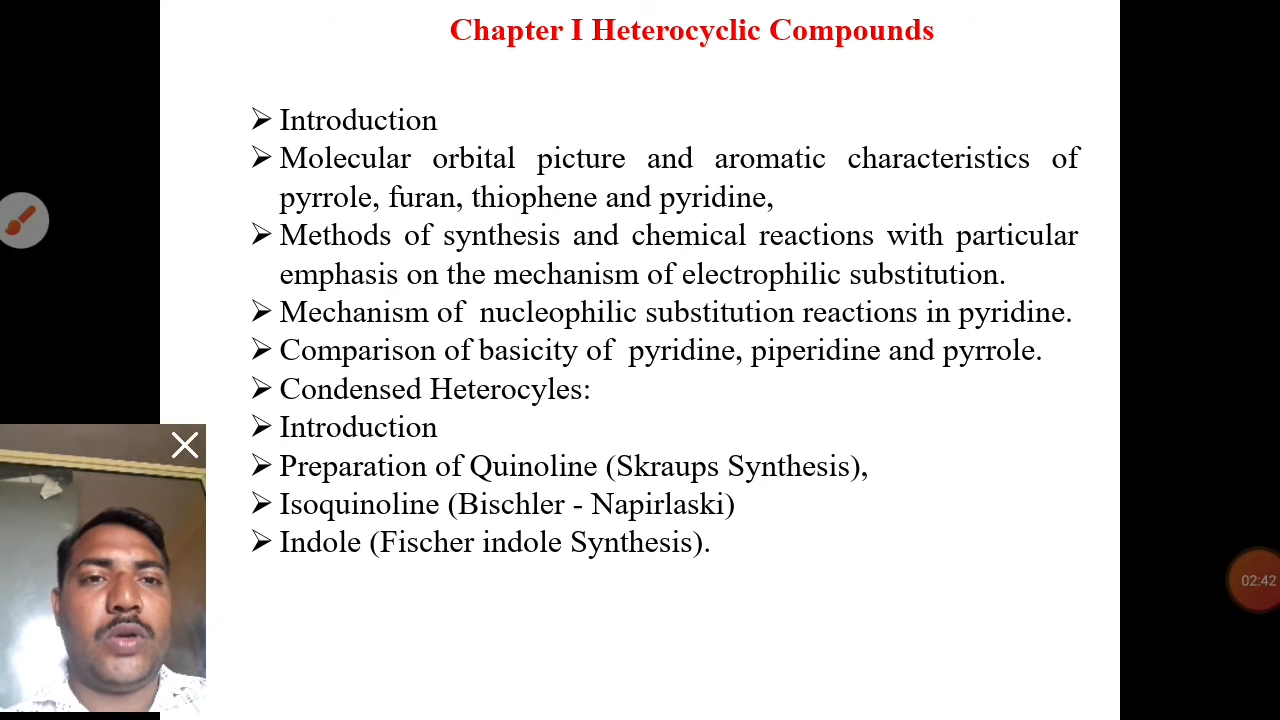 Chapter I Heterocyclic Compounds
➢ Introduction
➢ Molecular orbital picture and aromatic characteristics of
pyrrole, furan, thiophene and pyridine,
➢ Methods of synthesis and chemical reactions with particular
emphasis on the mechanism of electrophilic substitution.
➢ Mechanism of nucleophilic substitution reactions in pyridine.
➢ Comparison of basicity of pyridine, piperidine and pyrrole.
➢ Condensed Heterocyles:
➢ Introduction
➢ Preparation of Quinoline (Skraups Synthesis),
➢ Isoquinoline (Bischler - Napirlaski)
➢ Indole (Fischer indole Synthesis).
02:42